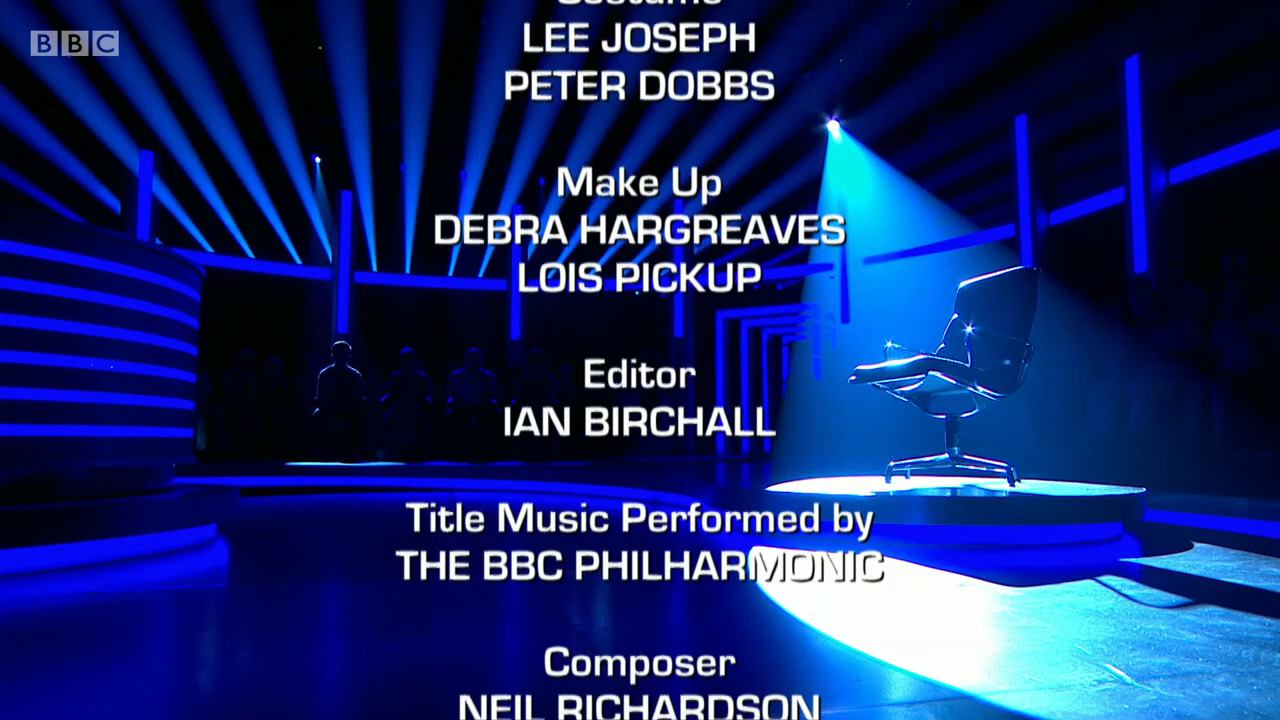 BBC
Costume
LEE JOSEPH
PETER DOBBS
Make Up
DEBRA HARGREAVES
LOIS PICKUP
Editor
IAN BIRCHALL
Title Music Performed by
THE BBC PHILHARMONIC
Composer
NEIL RICHARDSON